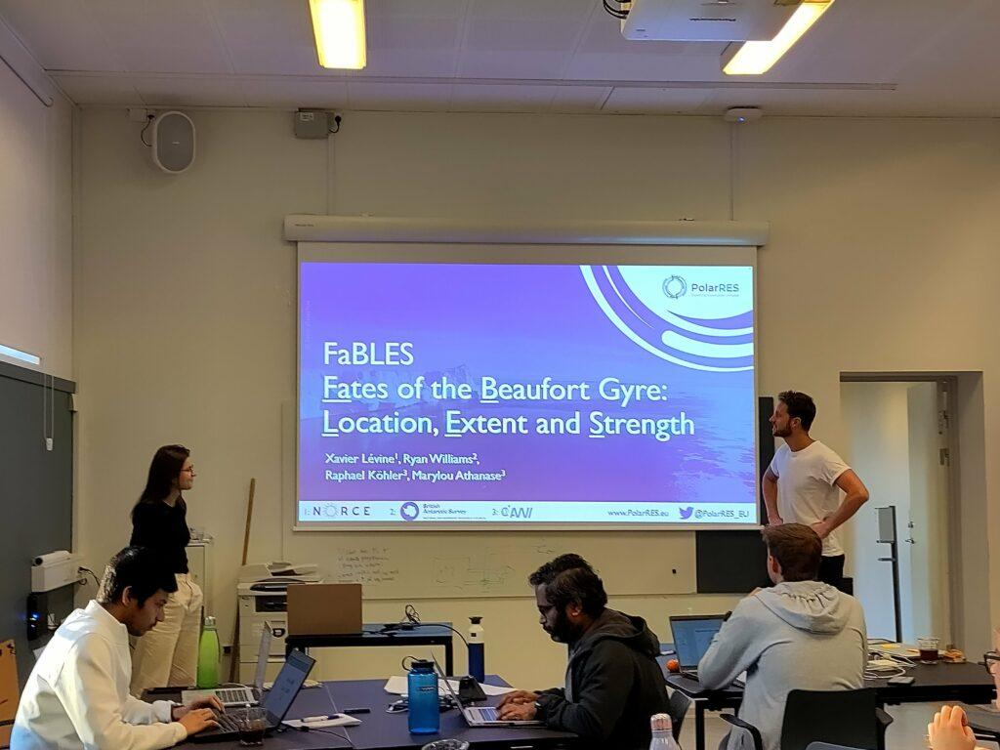 PolarRES
FaBLES
Fates of the Beaufort Gyre:
Location, Extent and Strength
Xavier Lévine¹, Ryan Williams²,
Raphael Köhler³, Marylou Athanase³
1: NORCE 2: British Antarctic Survey 3: AWI www.PolarRES.eu @PolarRES_EU